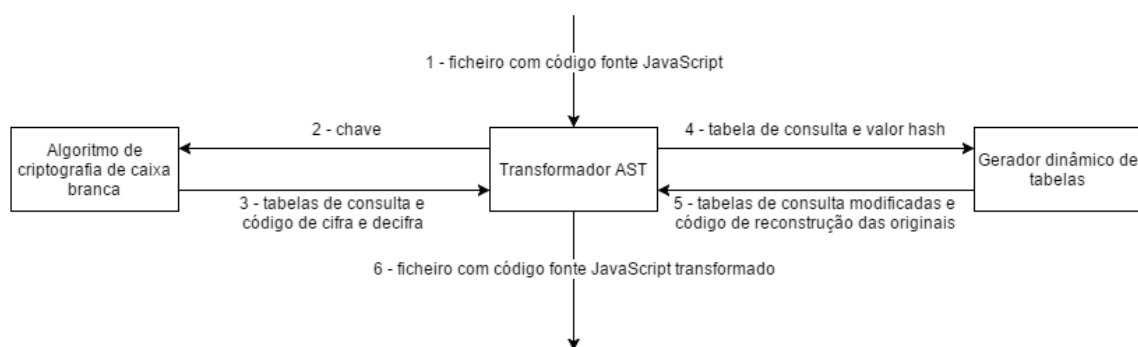 1 - ficheiro com código fonte JavaScript
2 - chave
4 - tabela de consulta e valor hash
Algoritmo de
criptografia de caixa
branca
Transformador AST
Gerador dinâmico de
tabelas
3 - tabelas de consulta e
código de cifra e decifra
5 - tabelas de consulta modificadas e
código de reconstrução das originais
6 - ficheiro com código fonte JavaScript transformado